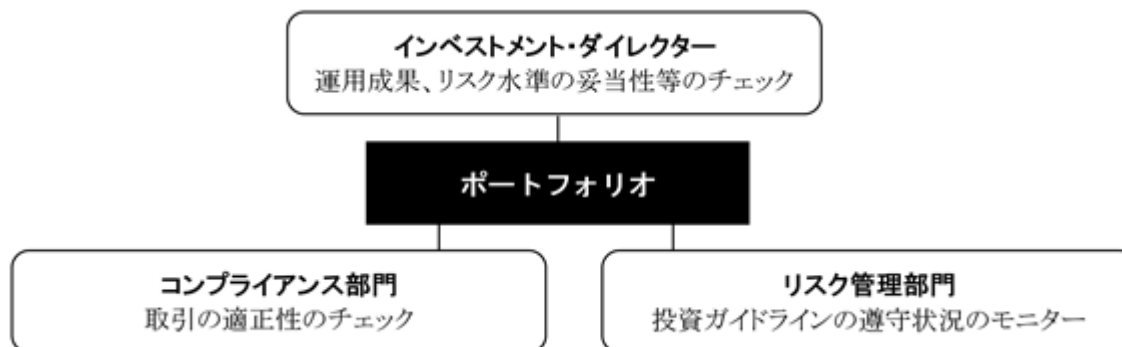 インベストメント・ダイレクター
運用成果、リスク水準の妥当性等のチェック
ポートフォリオ
コンプライアンス部門
取引の適正性のチェック
リスク管理部門
投資ガイドラインの遵守状況のモニター